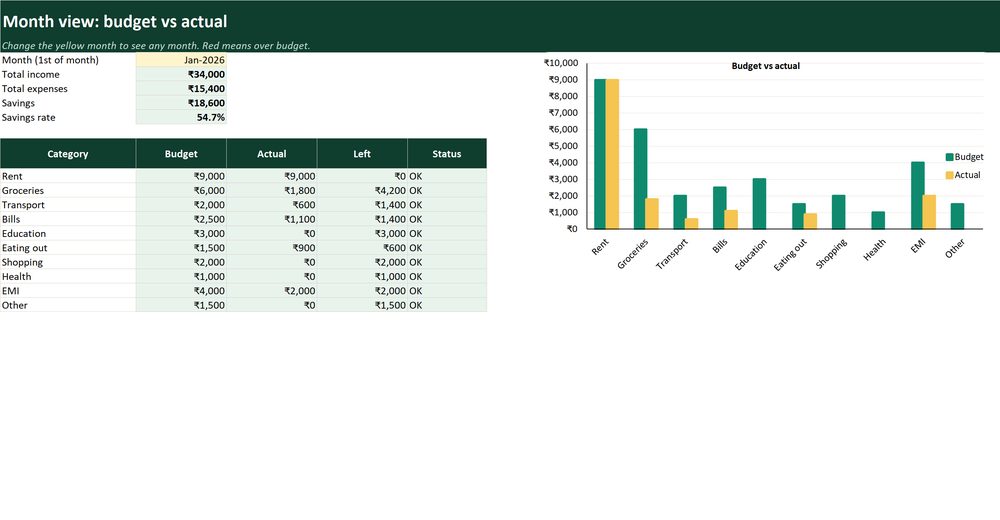 Month view: budget vs actual
Change the yellow month to see any month. Red means over budget.
Month (1st of month) Jan-2026
Total income ₹34,000
Total expenses ₹15,400
Savings ₹18,600
Savings rate 54.7%
Category Budget Actual Left Status
Rent ₹9,000 ₹9,000 ₹0 OK
Groceries ₹6,000 ₹1,800 ₹4,200 OK
Transport ₹2,000 ₹600 ₹1,400 OK
Bills ₹2,500 ₹1,100 ₹1,400 OK
Education ₹3,000 ₹0 ₹3,000 OK
Eating out ₹1,500 ₹900 ₹600 OK
Shopping ₹2,000 ₹0 ₹2,000 OK
Health ₹1,000 ₹0 ₹1,000 OK
EMI ₹4,000 ₹2,000 ₹2,000 OK
Other ₹1,500 ₹0 ₹1,500 OK
Budget vs actual
₹10,000
₹9,000
₹8,000
₹7,000
₹6,000
₹5,000
₹4,000
₹3,000
₹2,000
₹1,000
₹0
Rent Groceries Transport Bills Education Eating out Shopping Health EMI Other
Budget
Actual